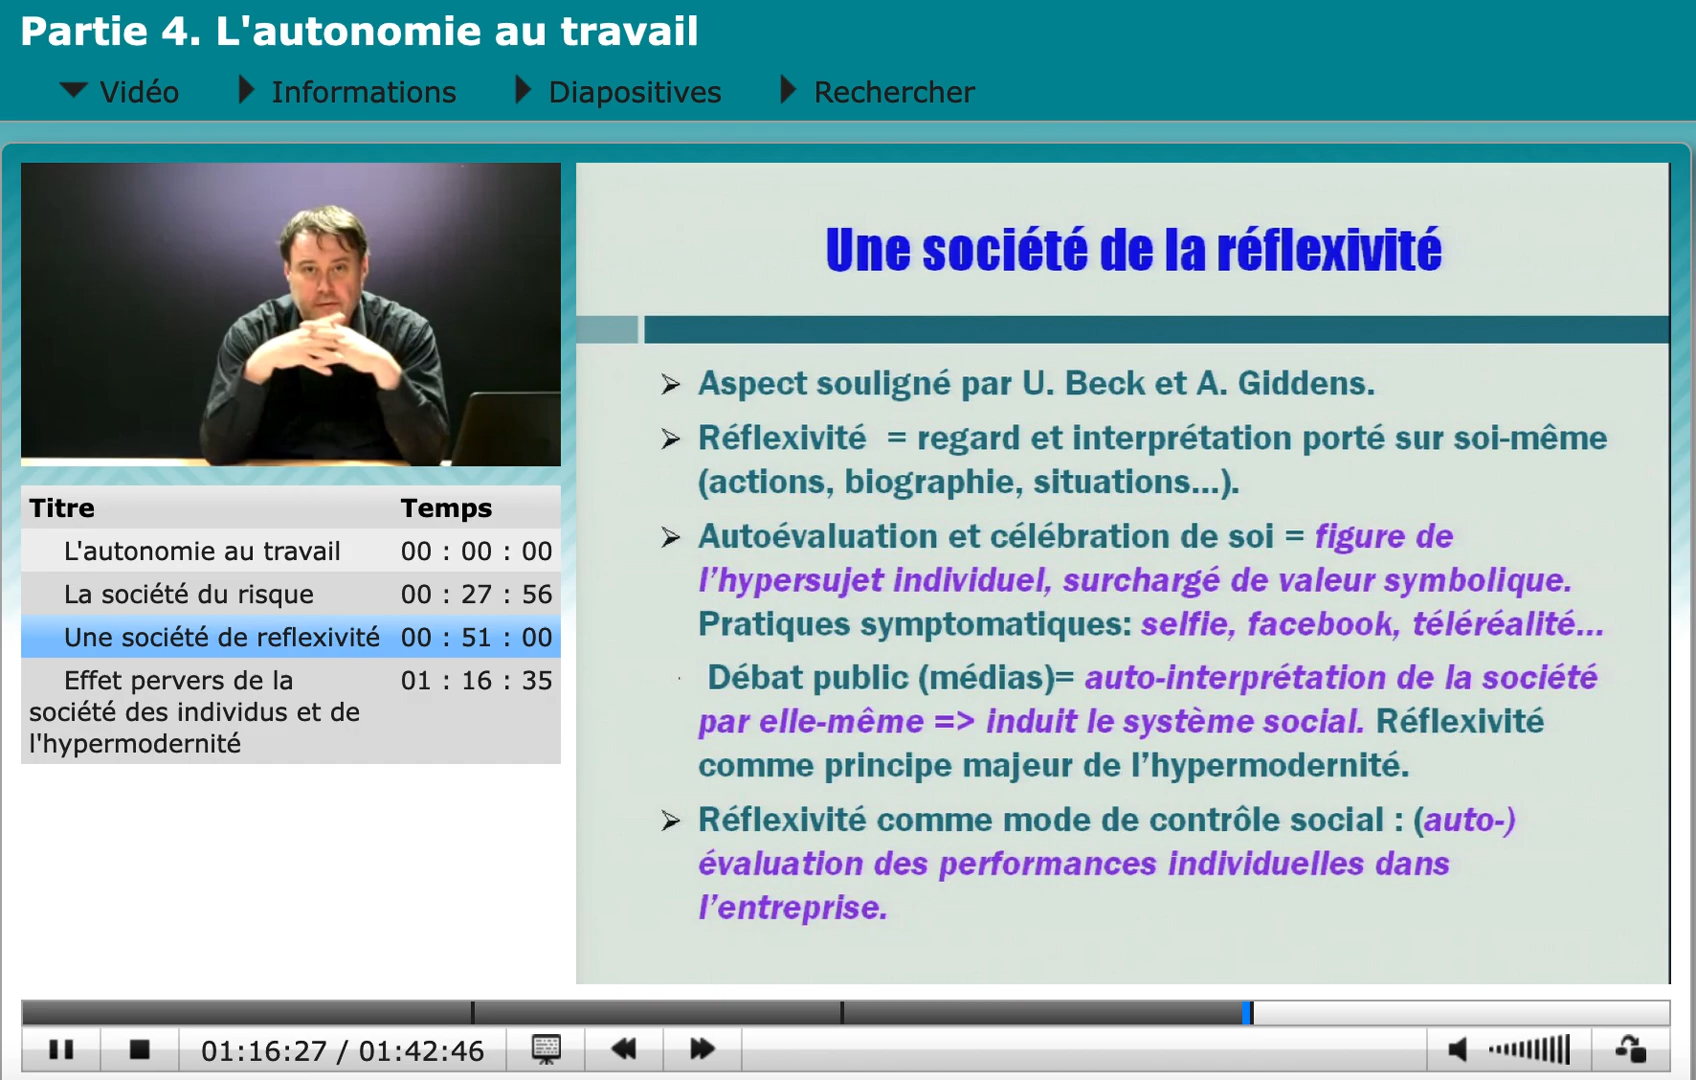 Partie 4. L'autonomie au travail
Vidéo Informations Diapositives Rechercher
Titre Temps
L'autonomie au travail 00 : 00 : 00
La société du risque 00 : 27 : 56
Une société de reflexivité 00 : 51 : 00
Effet pervers de la 01 : 16 : 35
société des individus et de
l'hypermodernité
Une société de la réflexivité
Aspect souligné par U. Beck et A. Giddens.
Réflexivité = regard et interprétation porté sur soi-même
(actions, biographie, situations...).
Autoévaluation et célébration de soi = figure de
l'hypersujet individuel, surchargé de valeur symbolique.
Pratiques symptomatiques: selfie, facebook, téléréalité...
Débat public (médias)= auto-interprétation de la société
par elle-même => induit le système social. Réflexivité
comme principe majeur de l'hypermodernité.
Réflexivité comme mode de contrôle social : (auto-)
évaluation des performances individuelles dans
l'entreprise.
01:16:27 / 01:42:46